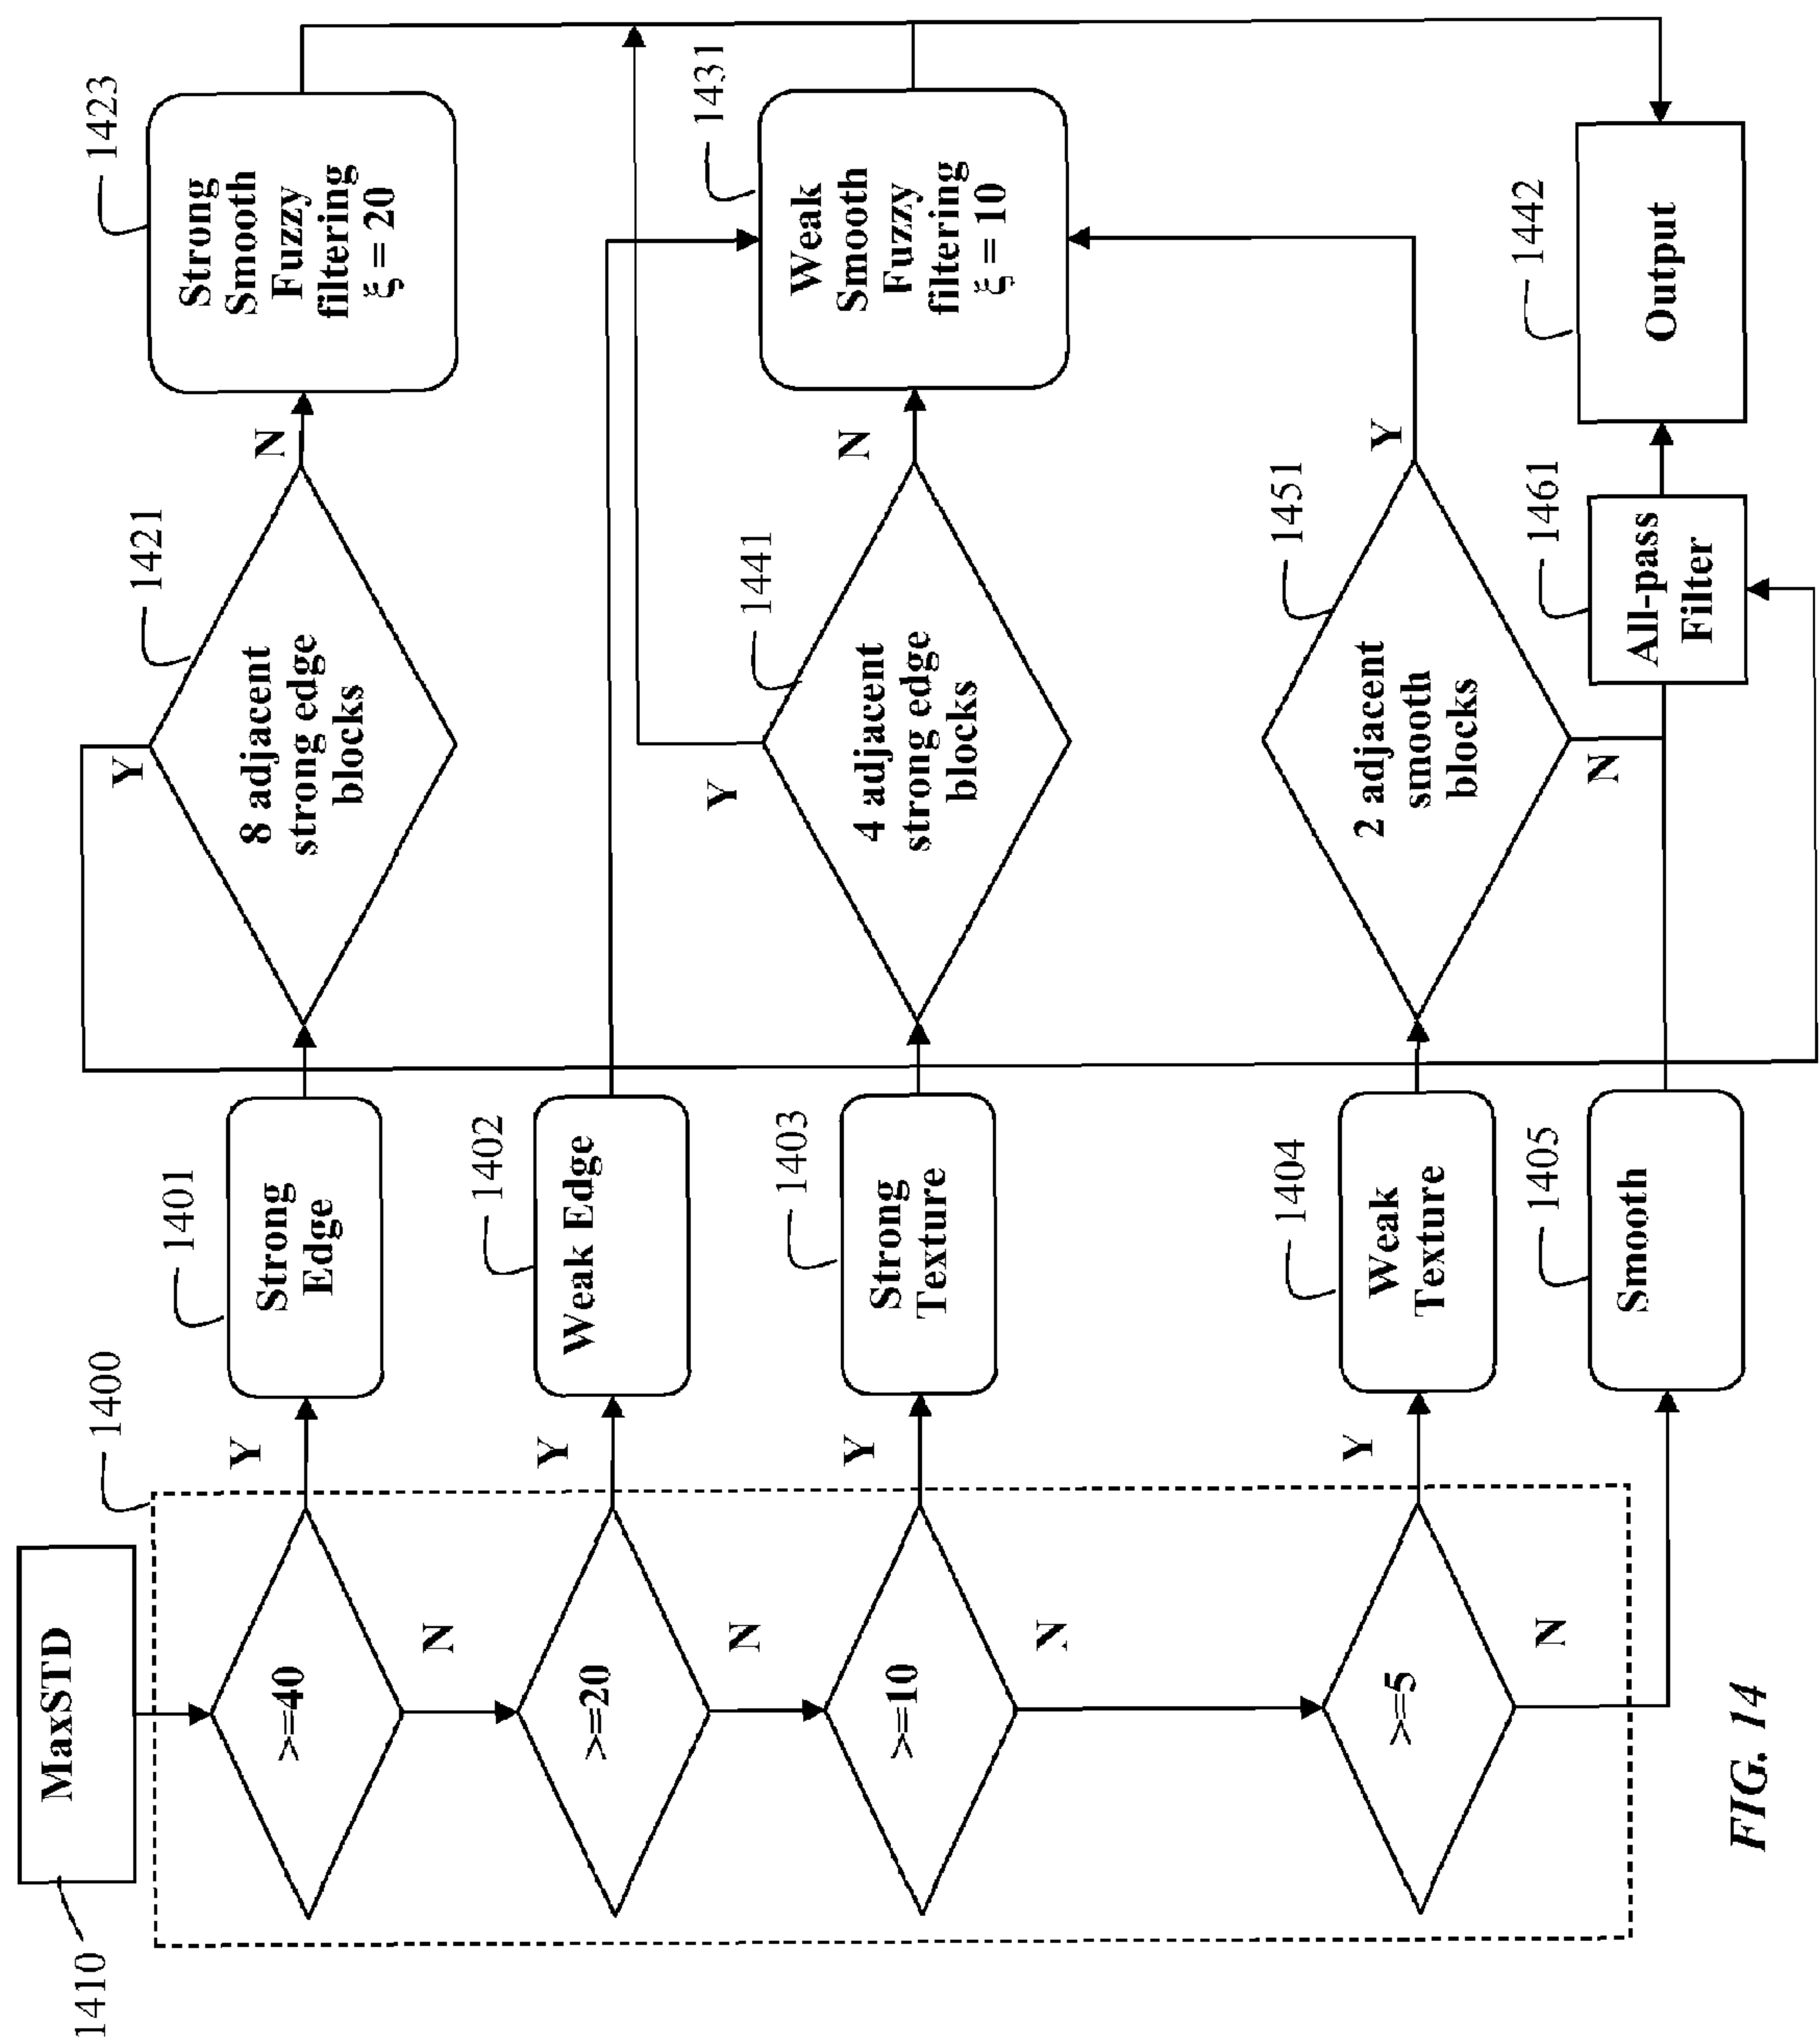 1410
MaxSTD
1400
>=40
Y
N
>=20
Y
N
>=10
Y
N
>=5
Y
N
1401
Strong
Edge
1402
Weak Edge
1403
Strong
Texture
1404
Weak
Texture
1405
Smooth
1421
8 adjacent
strong edge
blocks
Y
N
1441
4 adjacent
strong edge
blocks
Y
N
1451
2 adjacent
smooth
blocks
Y
N
1461
All-pass
Filter
1423
Strong
Smooth
Fuzzy
filtering
ξ = 20
1431
Weak
Smooth
Fuzzy
filtering
ξ = 10
1442
Output
FIG. 14